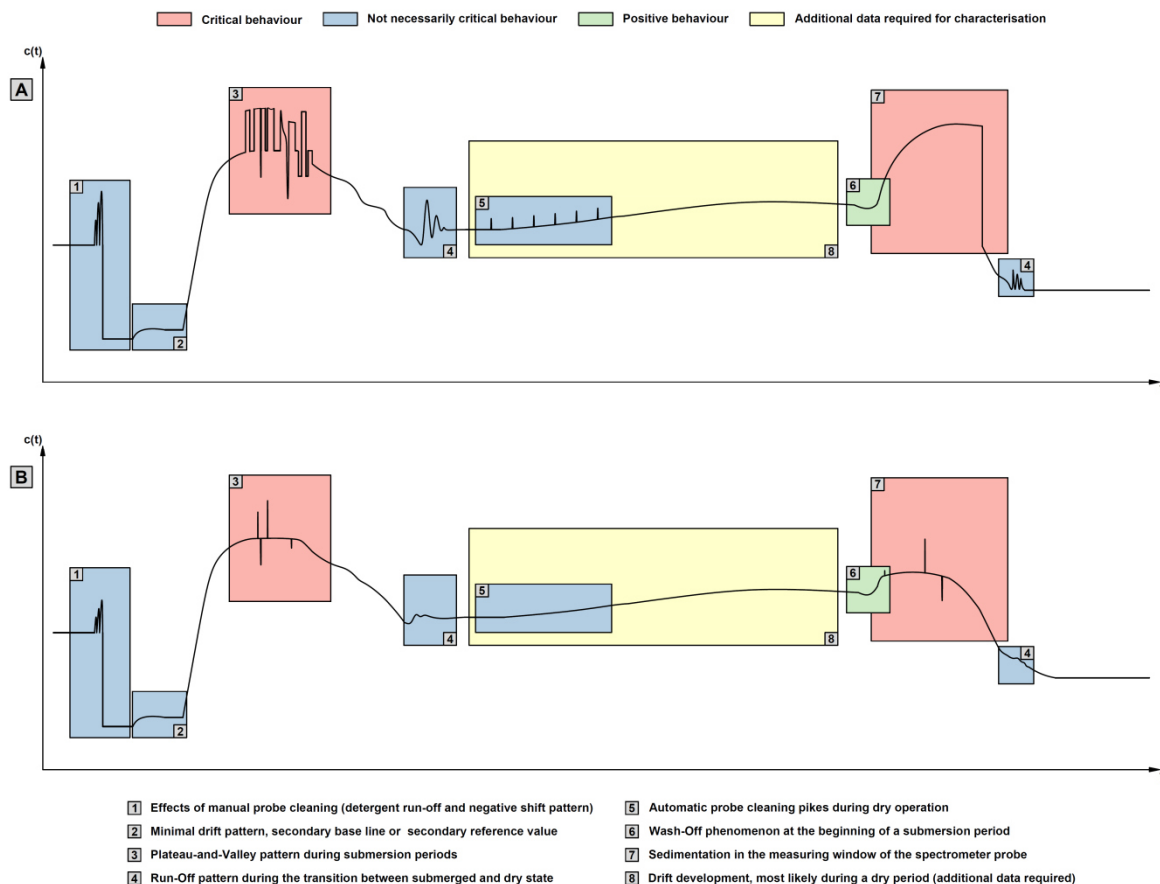 Critical behaviour
Not necessarily critical behaviour
Positive behaviour
Additional data required for characterisation
c(t)
A
1
2
3
4
5
6
7
8
4
c(t)
B
1
2
3
4
5
6
7
8
4
1 Effects of manual probe cleaning (detergent run-off and negative shift pattern)
2 Minimal drift pattern, secondary base line or secondary reference value
3 Plateau-and-Valley pattern during submersion periods
4 Run-Off pattern during the transition between submerged and dry state
5 Automatic probe cleaning pikes during dry operation
6 Wash-Off phenomenon at the beginning of a submersion period
7 Sedimentation in the measuring window of the spectrometer probe
8 Drift development, most likely during a dry period (additional data required)